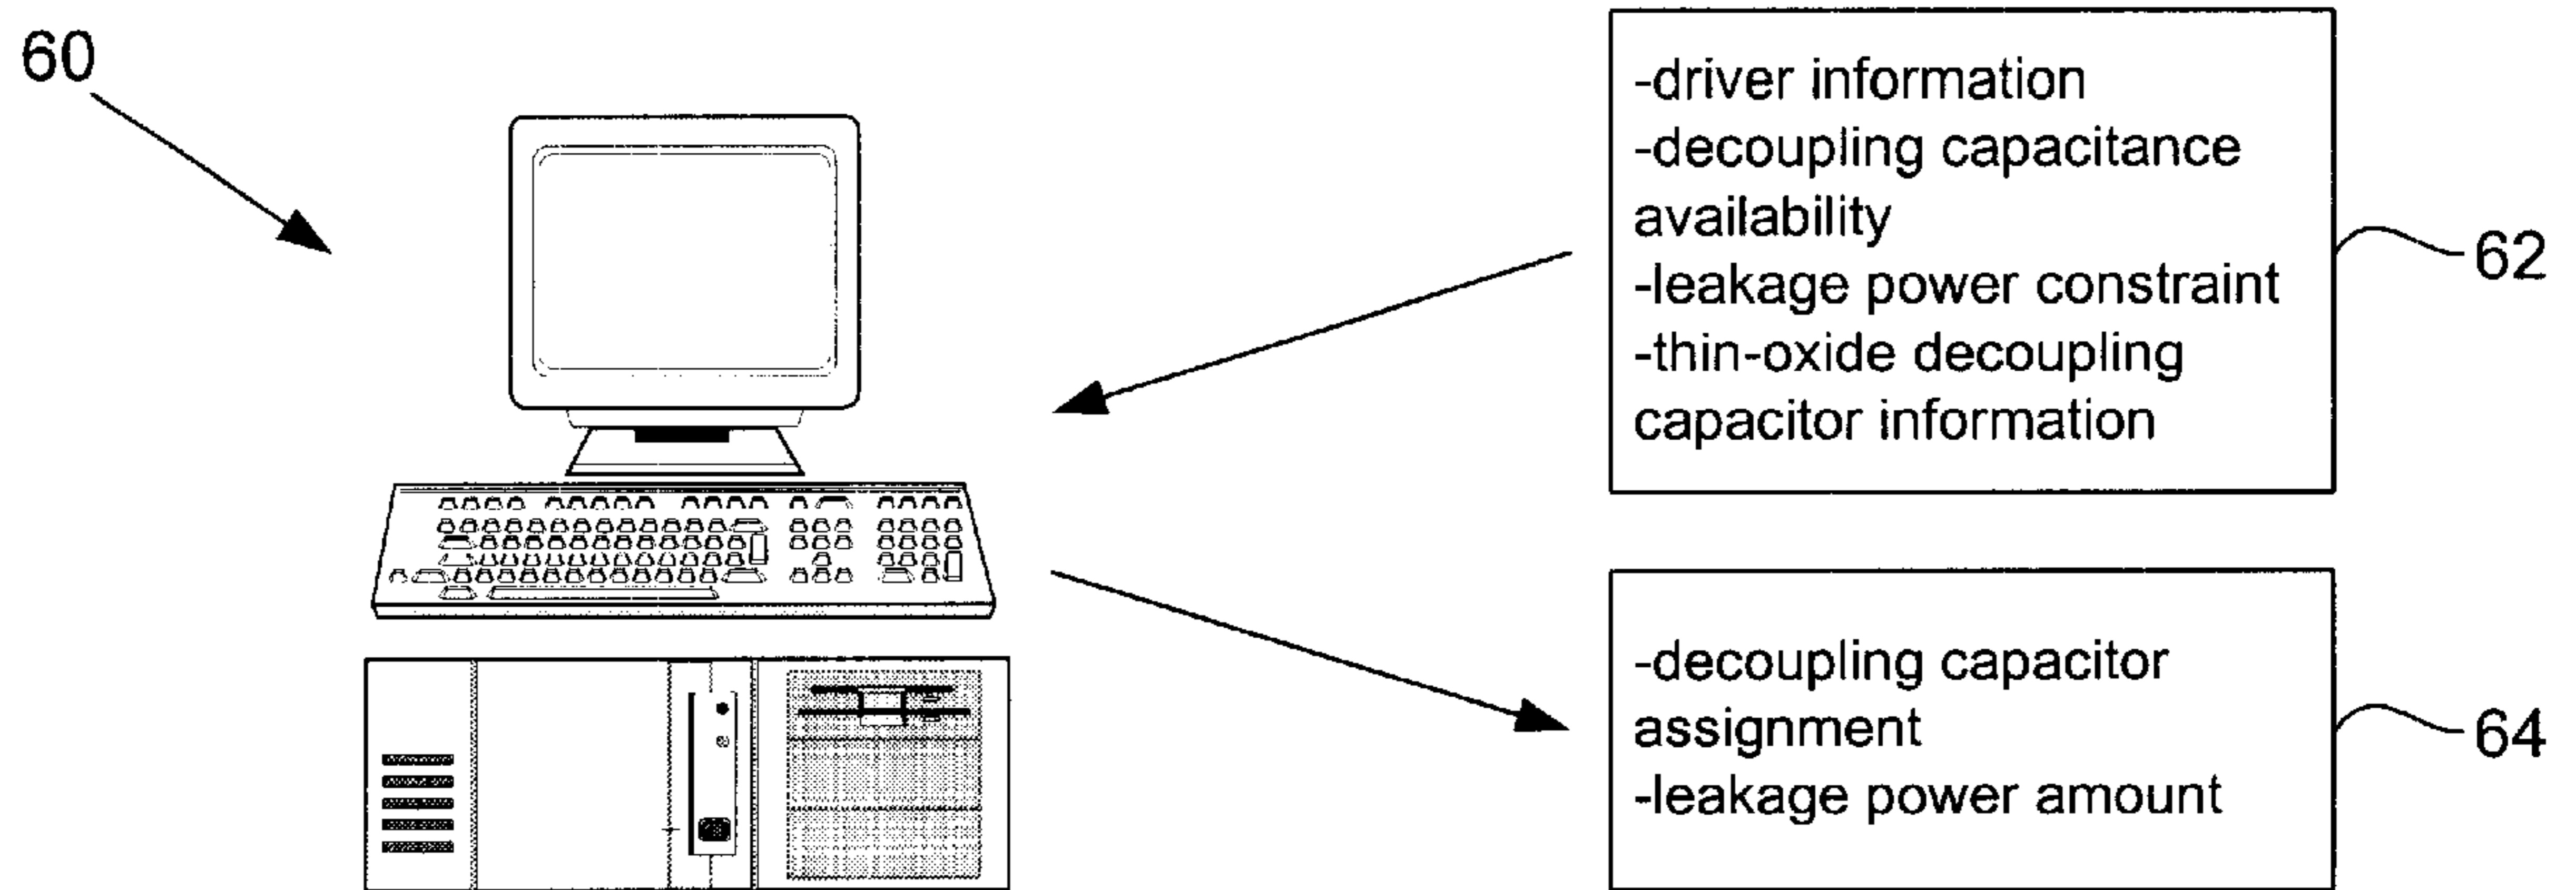 60
-driver information
-decoupling capacitance
availability
-leakage power constraint
-thin-oxide decoupling
capacitor information
62
-decoupling capacitor
assignment
-leakage power amount
64